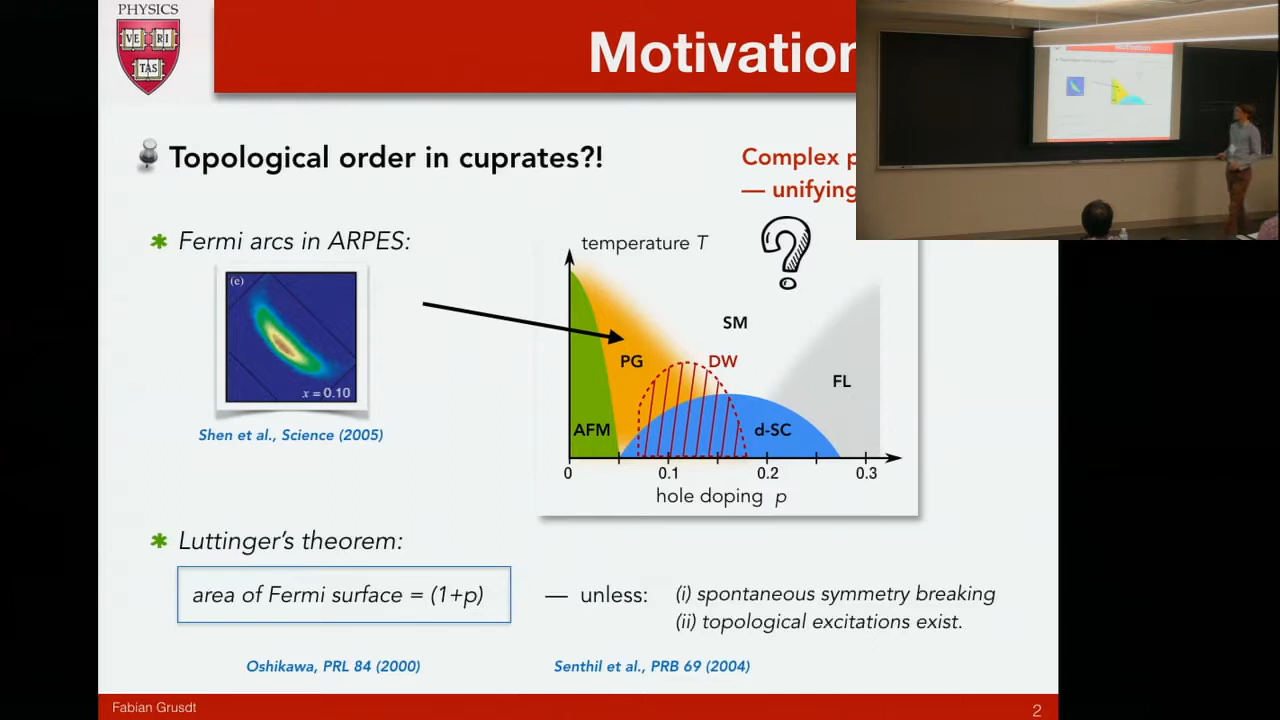 PHYSICS
VE RI
TAS
Motivation
Topological order in cuprates?!
Complex p
— unifying
Fermi arcs in ARPES:
(c)
x = 0.10
Shen et al., Science (2005)
temperature T
?
SM
PG
DW
FL
AFM
d-SC
0 0.1 0.2 0.3
hole doping p
Luttinger's theorem:
area of Fermi surface = (1+p)
— unless: (i) spontaneous symmetry breaking
(ii) topological excitations exist.
Oshikawa, PRL 84 (2000)
Senthil et al., PRB 69 (2004)
Fabian Grusdt
2